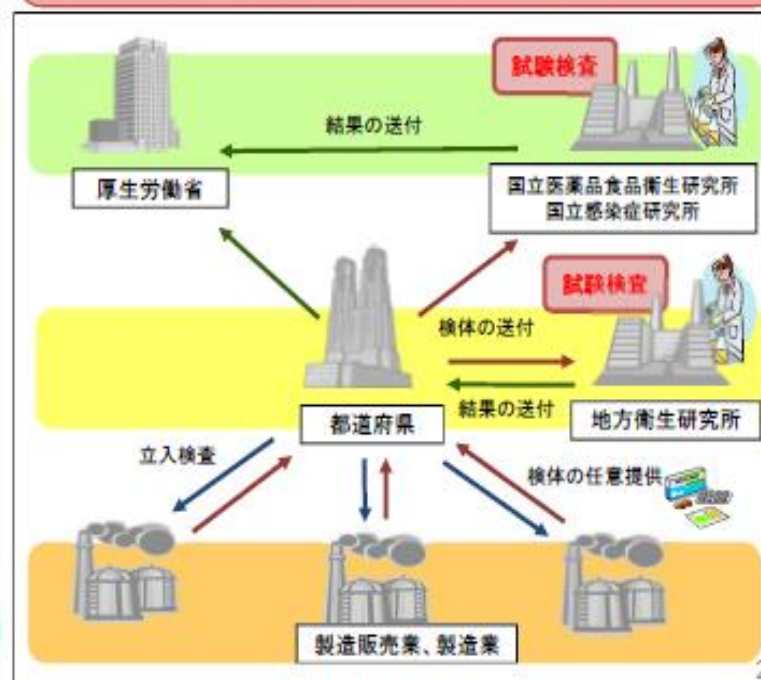 試験検査
結果の送付
厚生労働省
国立医薬品食品衛生研究所
国立感染症研究所
試験検査
検体の送付
結果の送付
都道府県
地方衛生研究所
立入検査
検体の任意提供
製造販売業、製造業
2